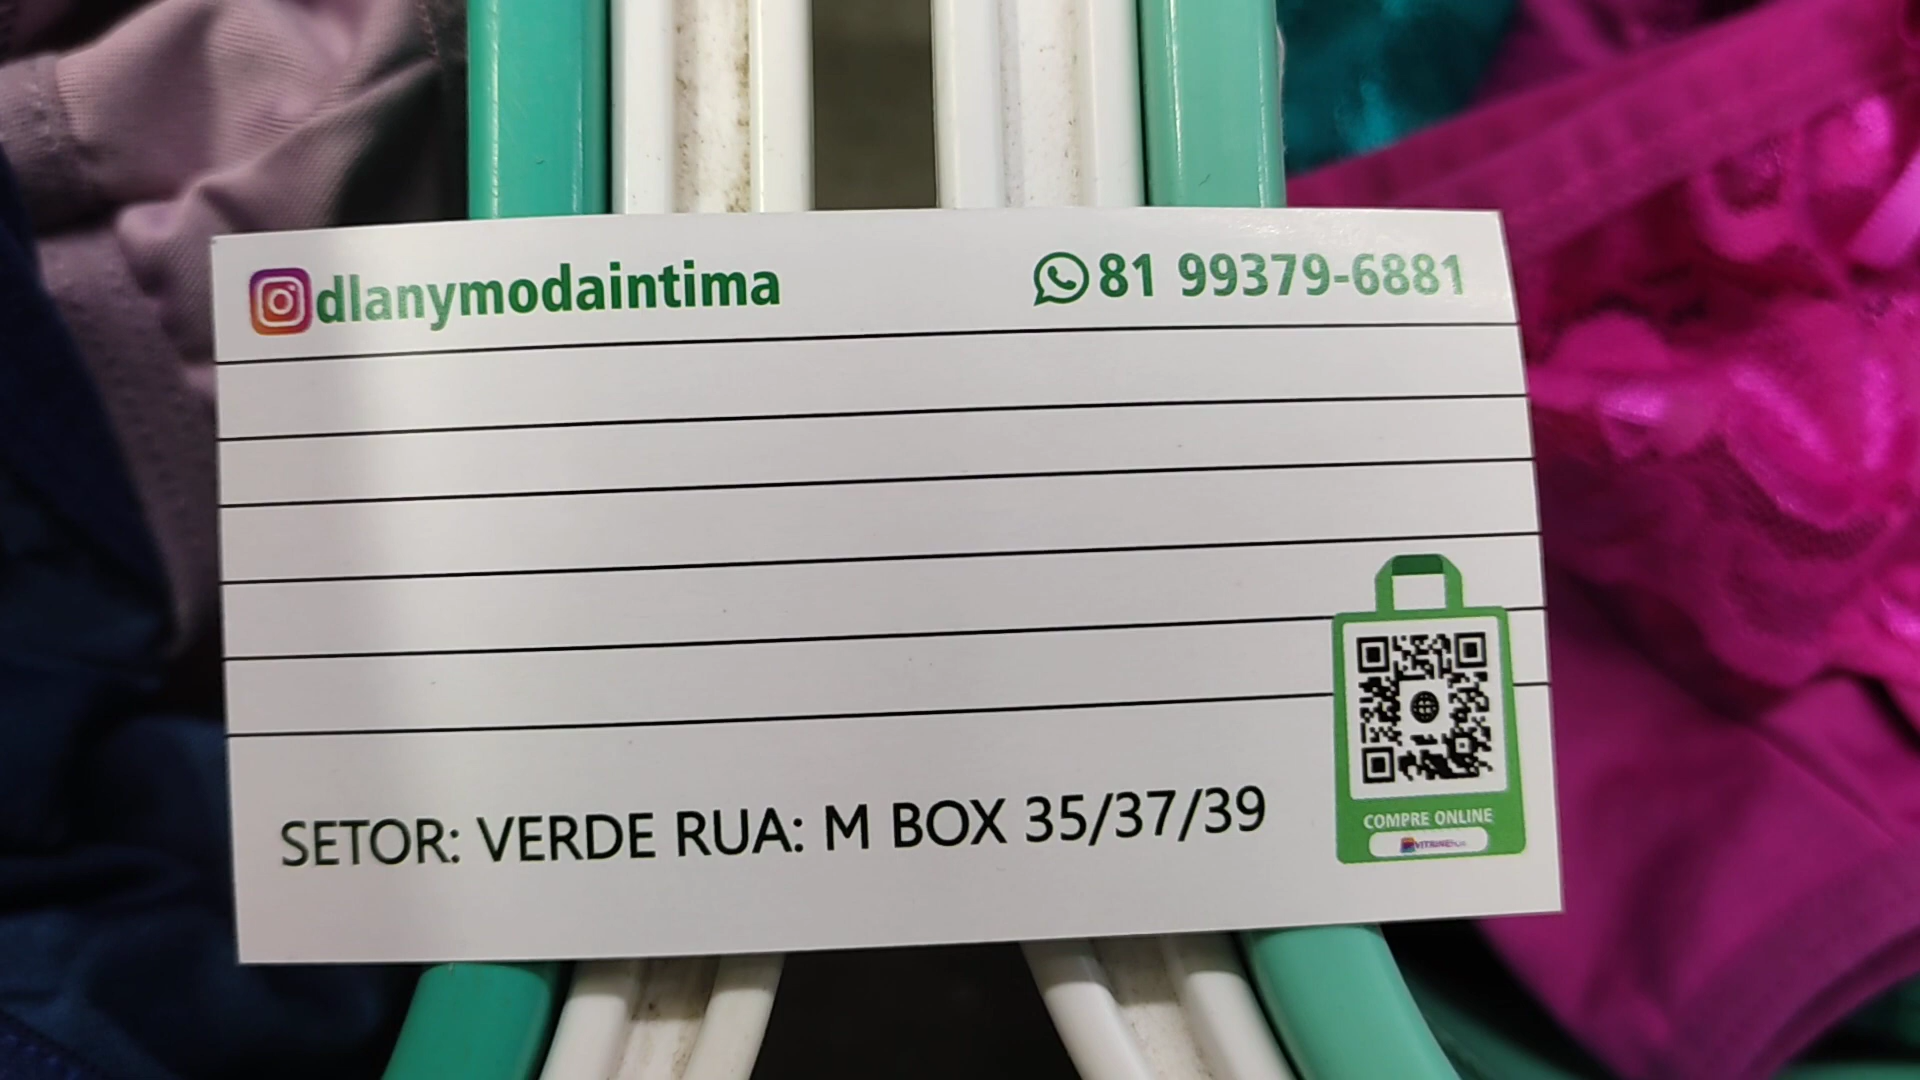 dlanymodaintima
81 99379-6881
COMPRE ONLINE
SETOR: VERDE RUA: M BOX 35/37/39